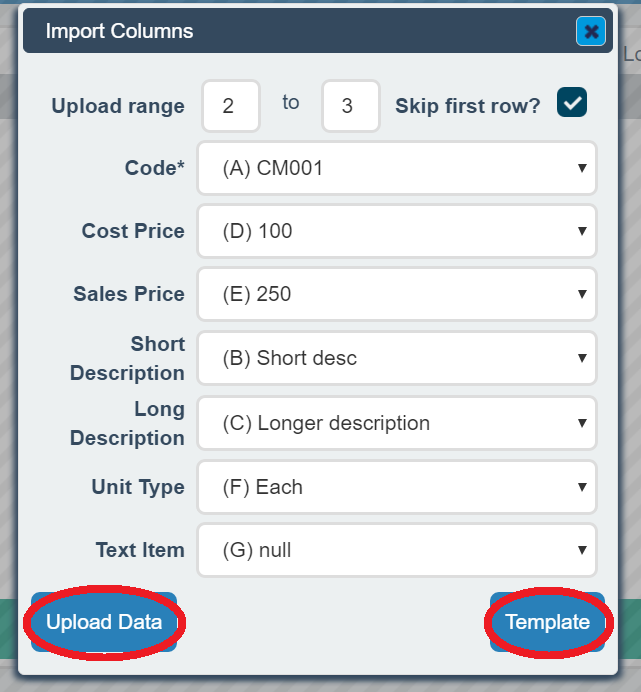 Import Columns
Lo
Upload range 2 to 3 Skip first row?
Code* (A) CM001
Cost Price (D) 100
Sales Price (E) 250
Short
Description (B) Short desc
Long
Description (C) Longer description
Unit Type (F) Each
Text Item (G) null
Upload Data Template